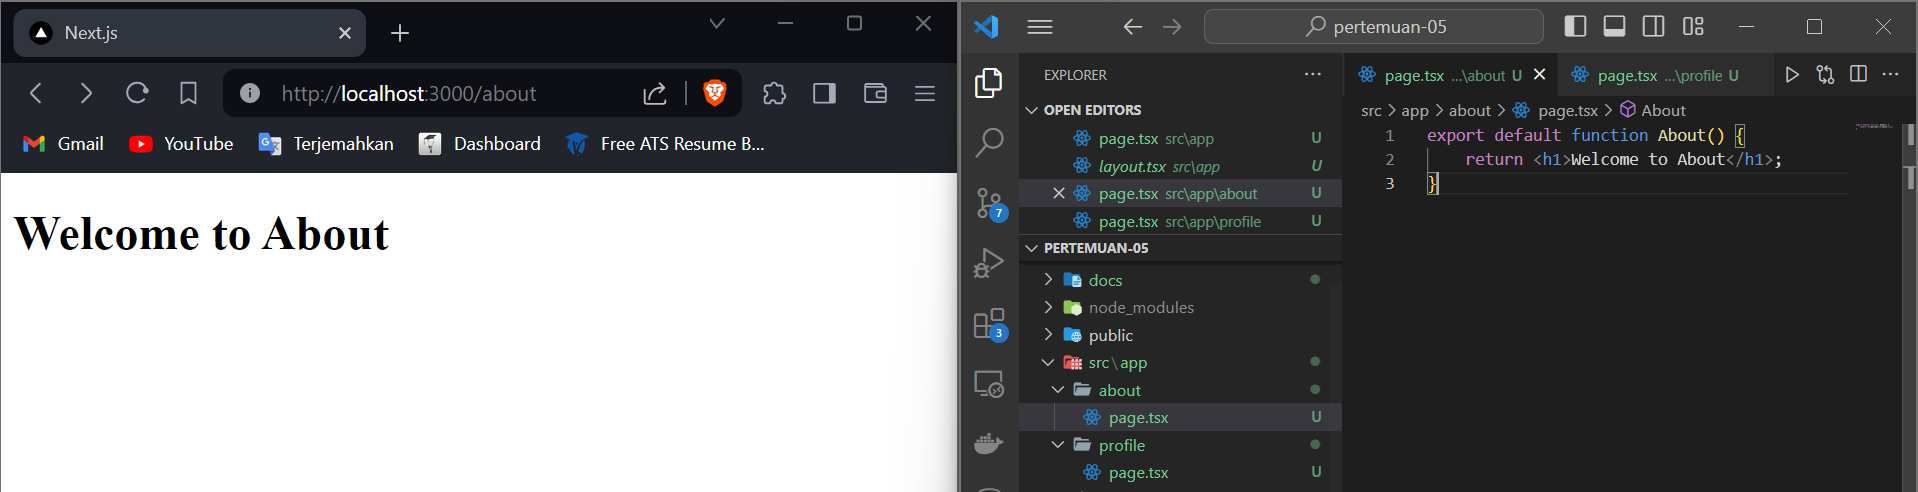 Next.js
http://localhost:3000/about
Gmail YouTube Terjemahkan Dashboard Free ATS Resume B...
Welcome to About
pertemuan-05
EXPLORER
OPEN EDITORS
page.tsx src\app U
layout.tsx src\app U
page.tsx src\app\about U
page.tsx src\app\profile U
PERTEMUAN-05
docs
node_modules
public
src\app
about
page.tsx U
profile
page.tsx U
7
3
page.tsx ...\about U page.tsx ...\profile U
src > app > about > page.tsx > About
1 export default function About() {
2 return <h1>Welcome to About</h1>;
3 }